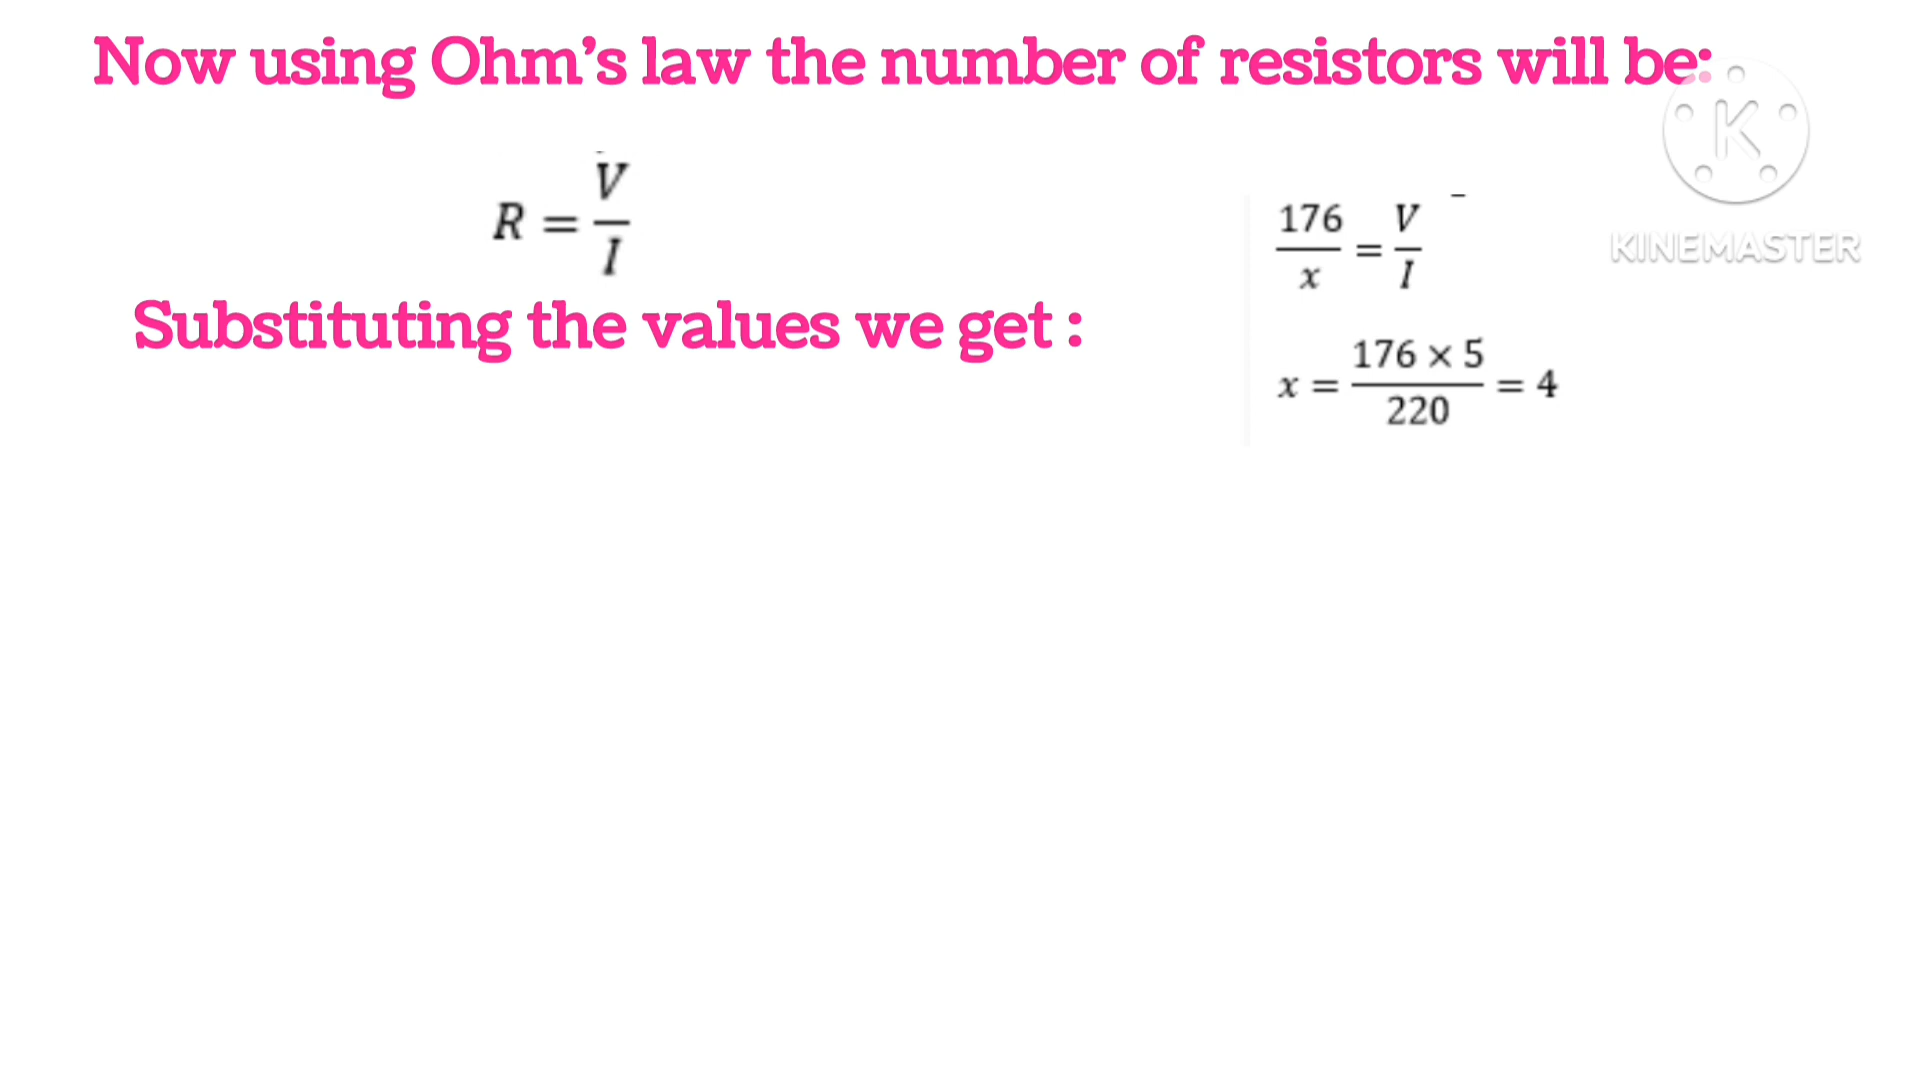 Now using Ohm's law the number of resistors will be:
R = V/I
Substituting the values we get :
176/x = V/I
x = 176 × 5/220 = 4
K
KINEMASTER